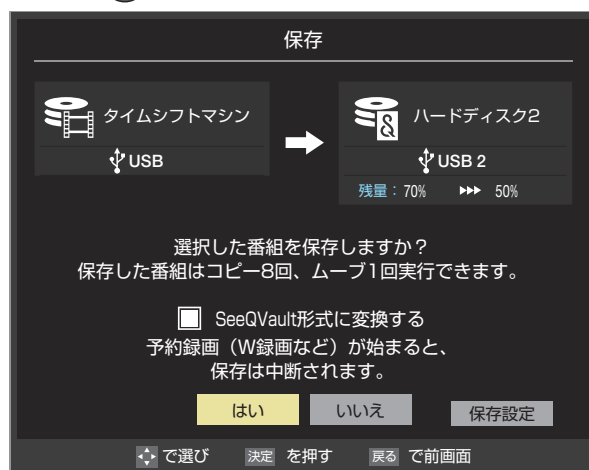 保存
タイムシフトマシン
USB
ハードディスク2
USB 2
残量：70% ▶▶▶ 50%
選択した番組を保存しますか？
保存した番組はコピー8回、ムーブ1回実行できます。
SeeQVault形式に変換する
予約録画（W録画など）が始まると、
保存は中断されます。
はい いいえ 保存設定
で選び 決定 を押す 戻る で前画面